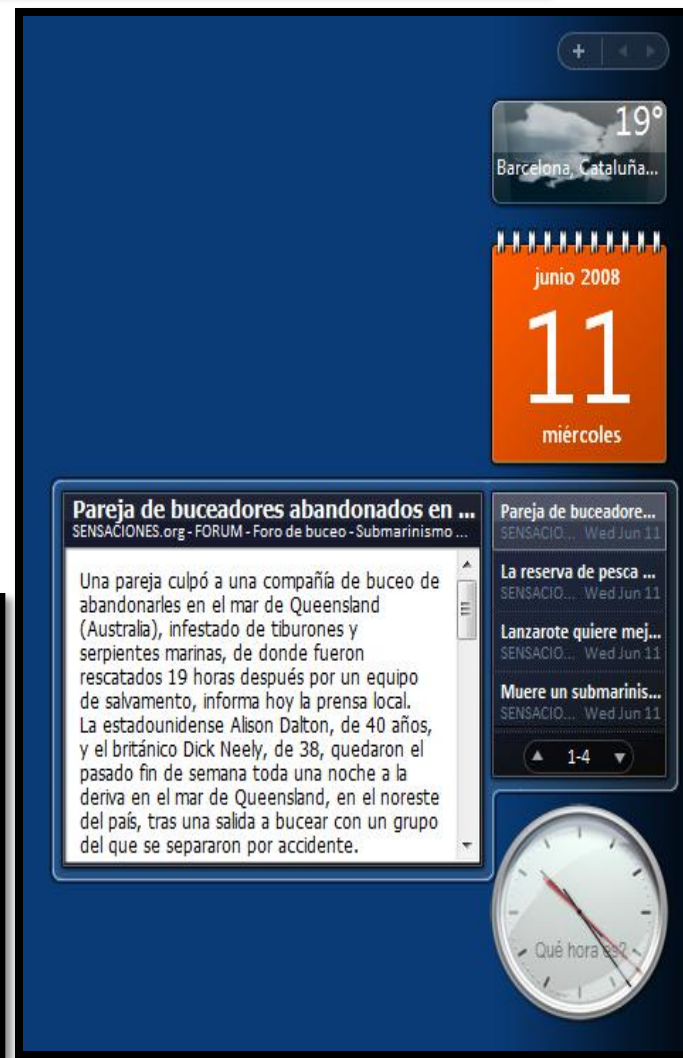 19°
Barcelona, Cataluña...
junio 2008
11
miércoles
Pareja de buceadores abandonados en ...
SENSACIONES.org - FORUM - Foro de buceo - Submarinismo ...
Una pareja culpó a una compañía de buceo de
abandonarles en el mar de Queensland
(Australia), infestado de tiburones y
serpientes marinas, de donde fueron
rescatados 19 horas después por un equipo
de salvamento, informa hoy la prensa local.
La estadounidense Alison Dalton, de 40 años,
y el británico Dick Neely, de 38, quedaron el
pasado fin de semana toda una noche a la
deriva en el mar de Queensland, en el noreste
del país, tras una salida a bucear con un grupo
del que se separaron por accidente.
Pareja de buceadore...
SENSACIO... Wed Jun 11
La reserva de pesca ...
SENSACIO... Wed Jun 11
Lanzarote quiere mej...
SENSACIO... Wed Jun 11
Muere un submarinis...
SENSACIO... Wed Jun 11
1-4
Qué hora es?